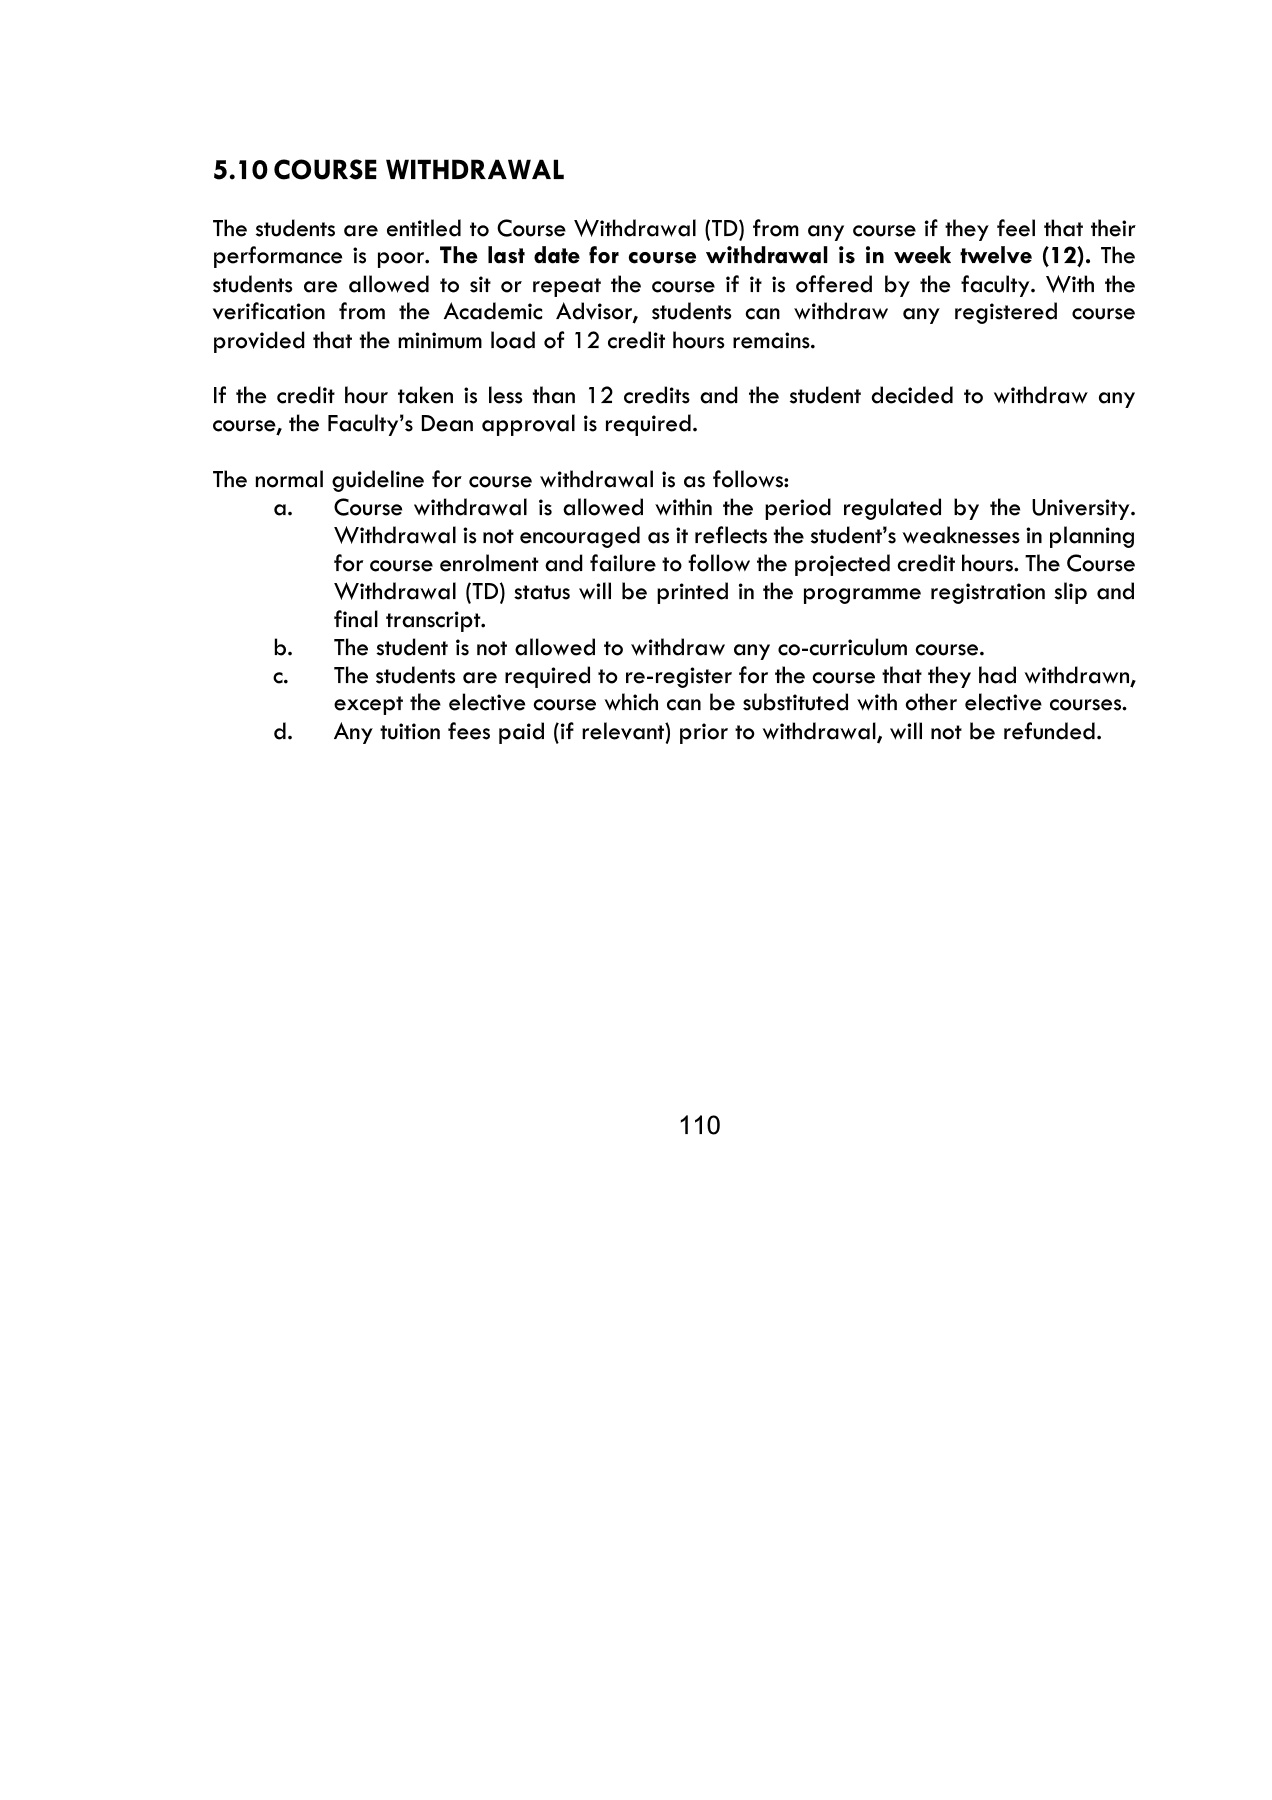 5.10 COURSE WITHDRAWAL
The students are entitled to Course Withdrawal (TD) from any course if they feel that their
performance is poor. The last date for course withdrawal is in week twelve (12). The
students are allowed to sit or repeat the course if it is offered by the faculty. With the
verification from the Academic Advisor, students can withdraw any registered course
provided that the minimum load of 12 credit hours remains.
If the credit hour taken is less than 12 credits and the student decided to withdraw any
course, the Faculty’s Dean approval is required.
The normal guideline for course withdrawal is as follows:
a. Course withdrawal is allowed within the period regulated by the University.
Withdrawal is not encouraged as it reflects the student’s weaknesses in planning
for course enrolment and failure to follow the projected credit hours. The Course
Withdrawal (TD) status will be printed in the programme registration slip and
final transcript.
b. The student is not allowed to withdraw any co-curriculum course.
c. The students are required to re-register for the course that they had withdrawn,
except the elective course which can be substituted with other elective courses.
d. Any tuition fees paid (if relevant) prior to withdrawal, will not be refunded.
110